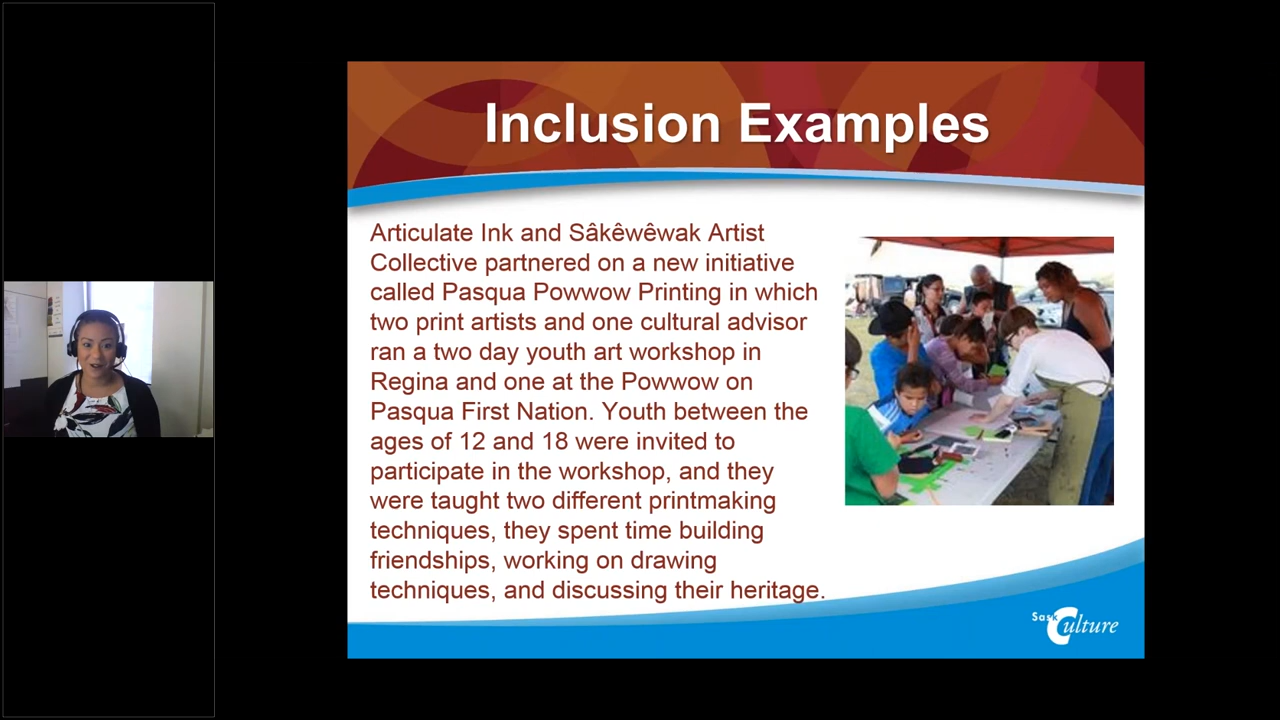 Inclusion Examples
Articulate Ink and Sâkêwêwak Artist
Collective partnered on a new initiative
called Pasqua Powwow Printing in which
two print artists and one cultural advisor
ran a two day youth art workshop in
Regina and one at the Powwow on
Pasqua First Nation. Youth between the
ages of 12 and 18 were invited to
participate in the workshop, and they
were taught two different printmaking
techniques, they spent time building
friendships, working on drawing
techniques, and discussing their heritage.
SaskCulture